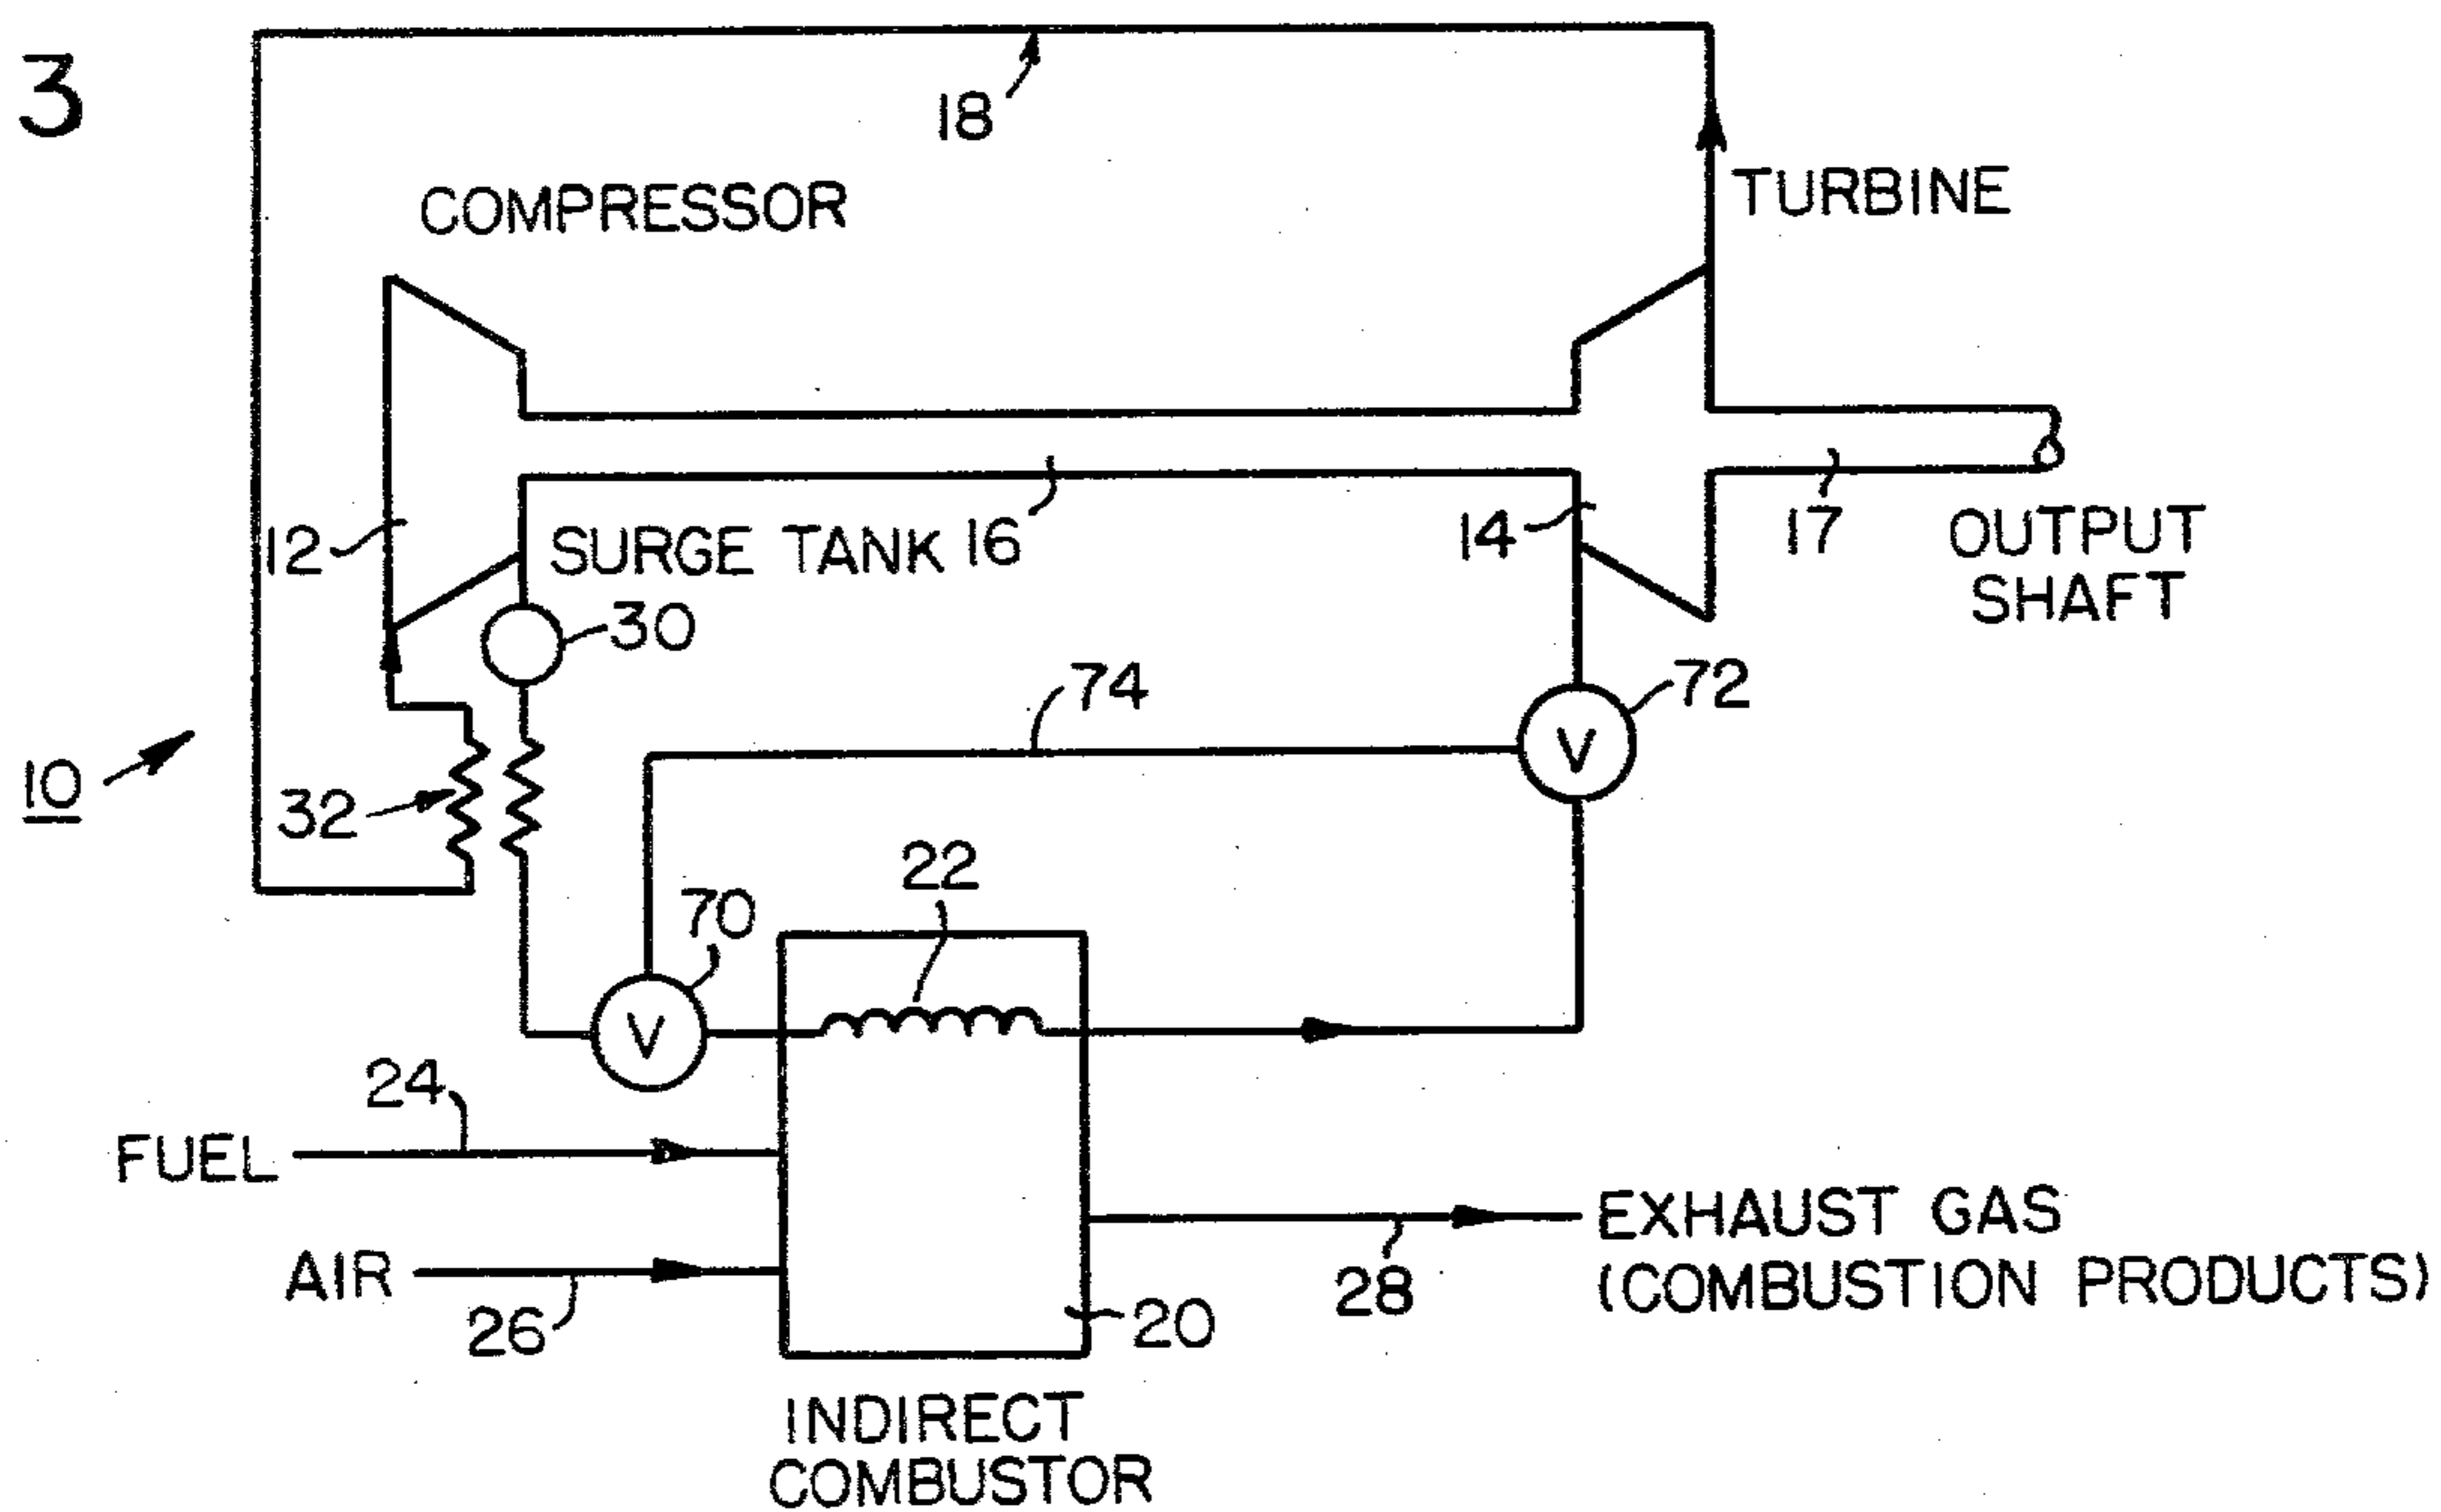 3
18
COMPRESSOR
TURBINE
12
SURGE TANK
16
14
17
OUTPUT
SHAFT
30
74
72
V
10
32
22
70
V
24
FUEL
AIR
26
28
EXHAUST GAS
(COMBUSTION PRODUCTS)
20
INDIRECT
COMBUSTOR